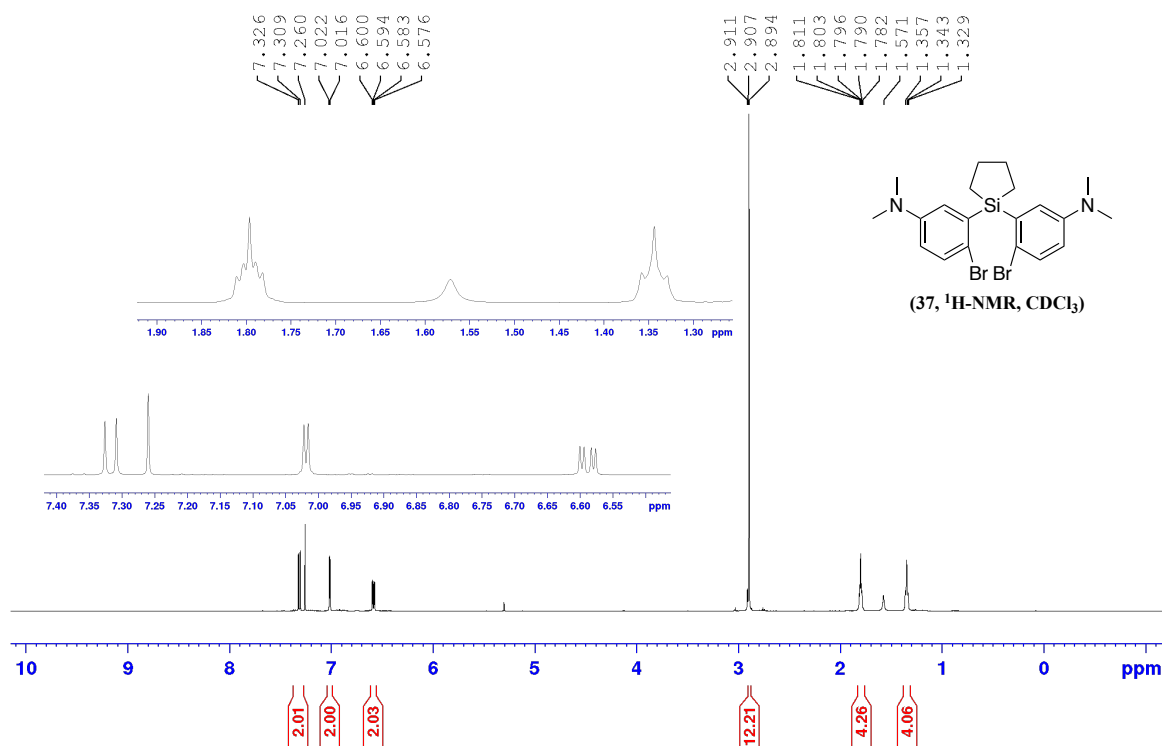 7.326 7.309 7.260 7.022 7.016 6.600 6.594 6.583 6.576 2.911 2.907 2.894 1.811 1.803 1.796 1.790 1.782 1.571 1.357 1.343 1.329
N Si N
Br Br
(37, ¹H-NMR, CDCl₃)
1.90 1.85 1.80 1.75 1.70 1.65 1.60 1.55 1.50 1.45 1.40 1.35 1.30 ppm
7.40 7.35 7.30 7.25 7.20 7.15 7.10 7.05 7.00 6.95 6.90 6.85 6.80 6.75 6.70 6.65 6.60 6.55 ppm
10 9 8 7 6 5 4 3 2 1 0 ppm
2.01 2.00 2.03 12.21 4.26 4.06